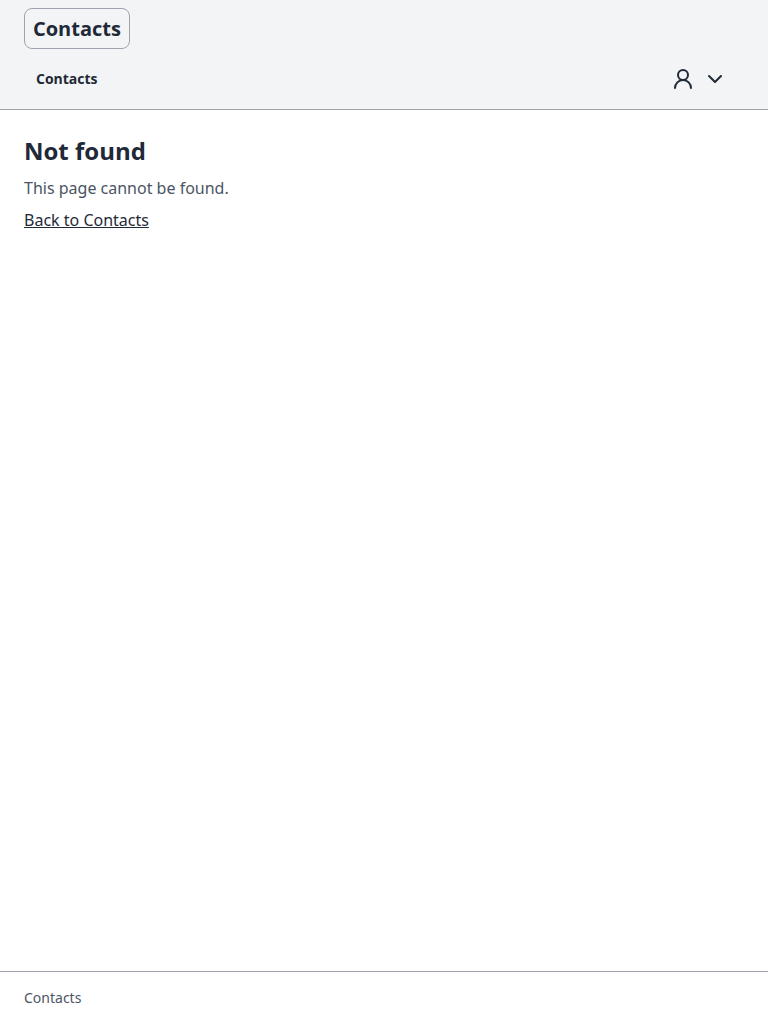 Contacts
Contacts
Not found
This page cannot be found.
Back to Contacts
Contacts